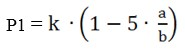 P1 = k · (1 − 5 · a/b)